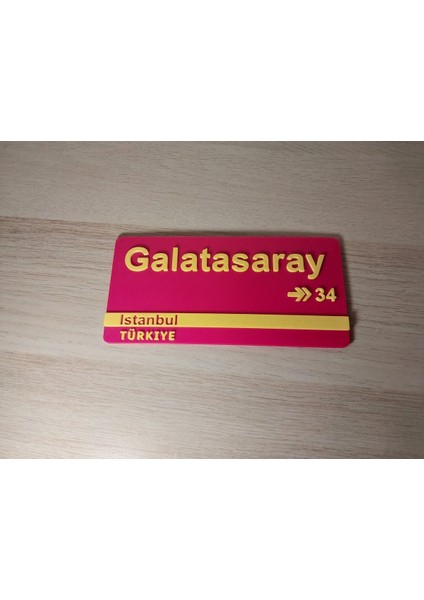 Galatasaray
34
Istanbul
TÜRKIYE